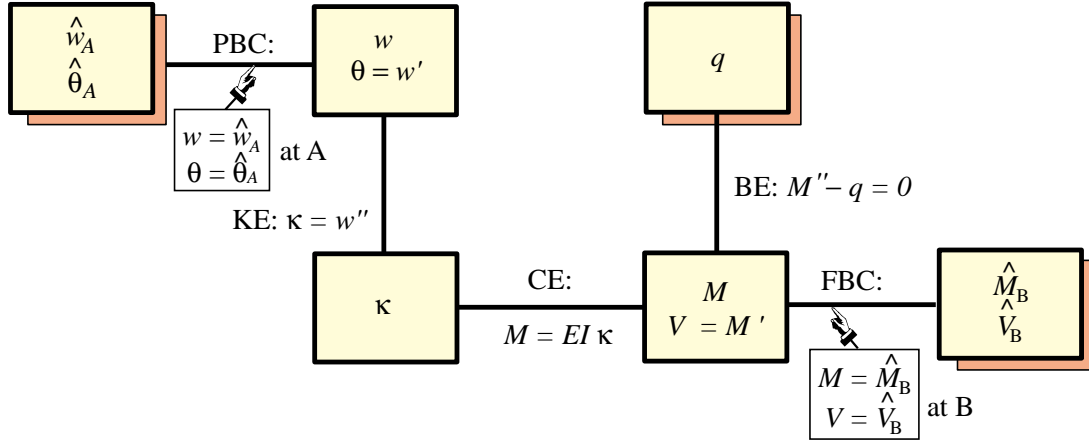 ŵ_A
θ̂_A
PBC:
w
θ = w'
q
w = ŵ_A
θ = θ̂_A
at A
KE: κ = w''
BE: M'' − q = 0
κ
CE:
M = EI κ
M
V = M'
FBC:
M̂_B
V̂_B
M = M̂_B
V = V̂_B
at B